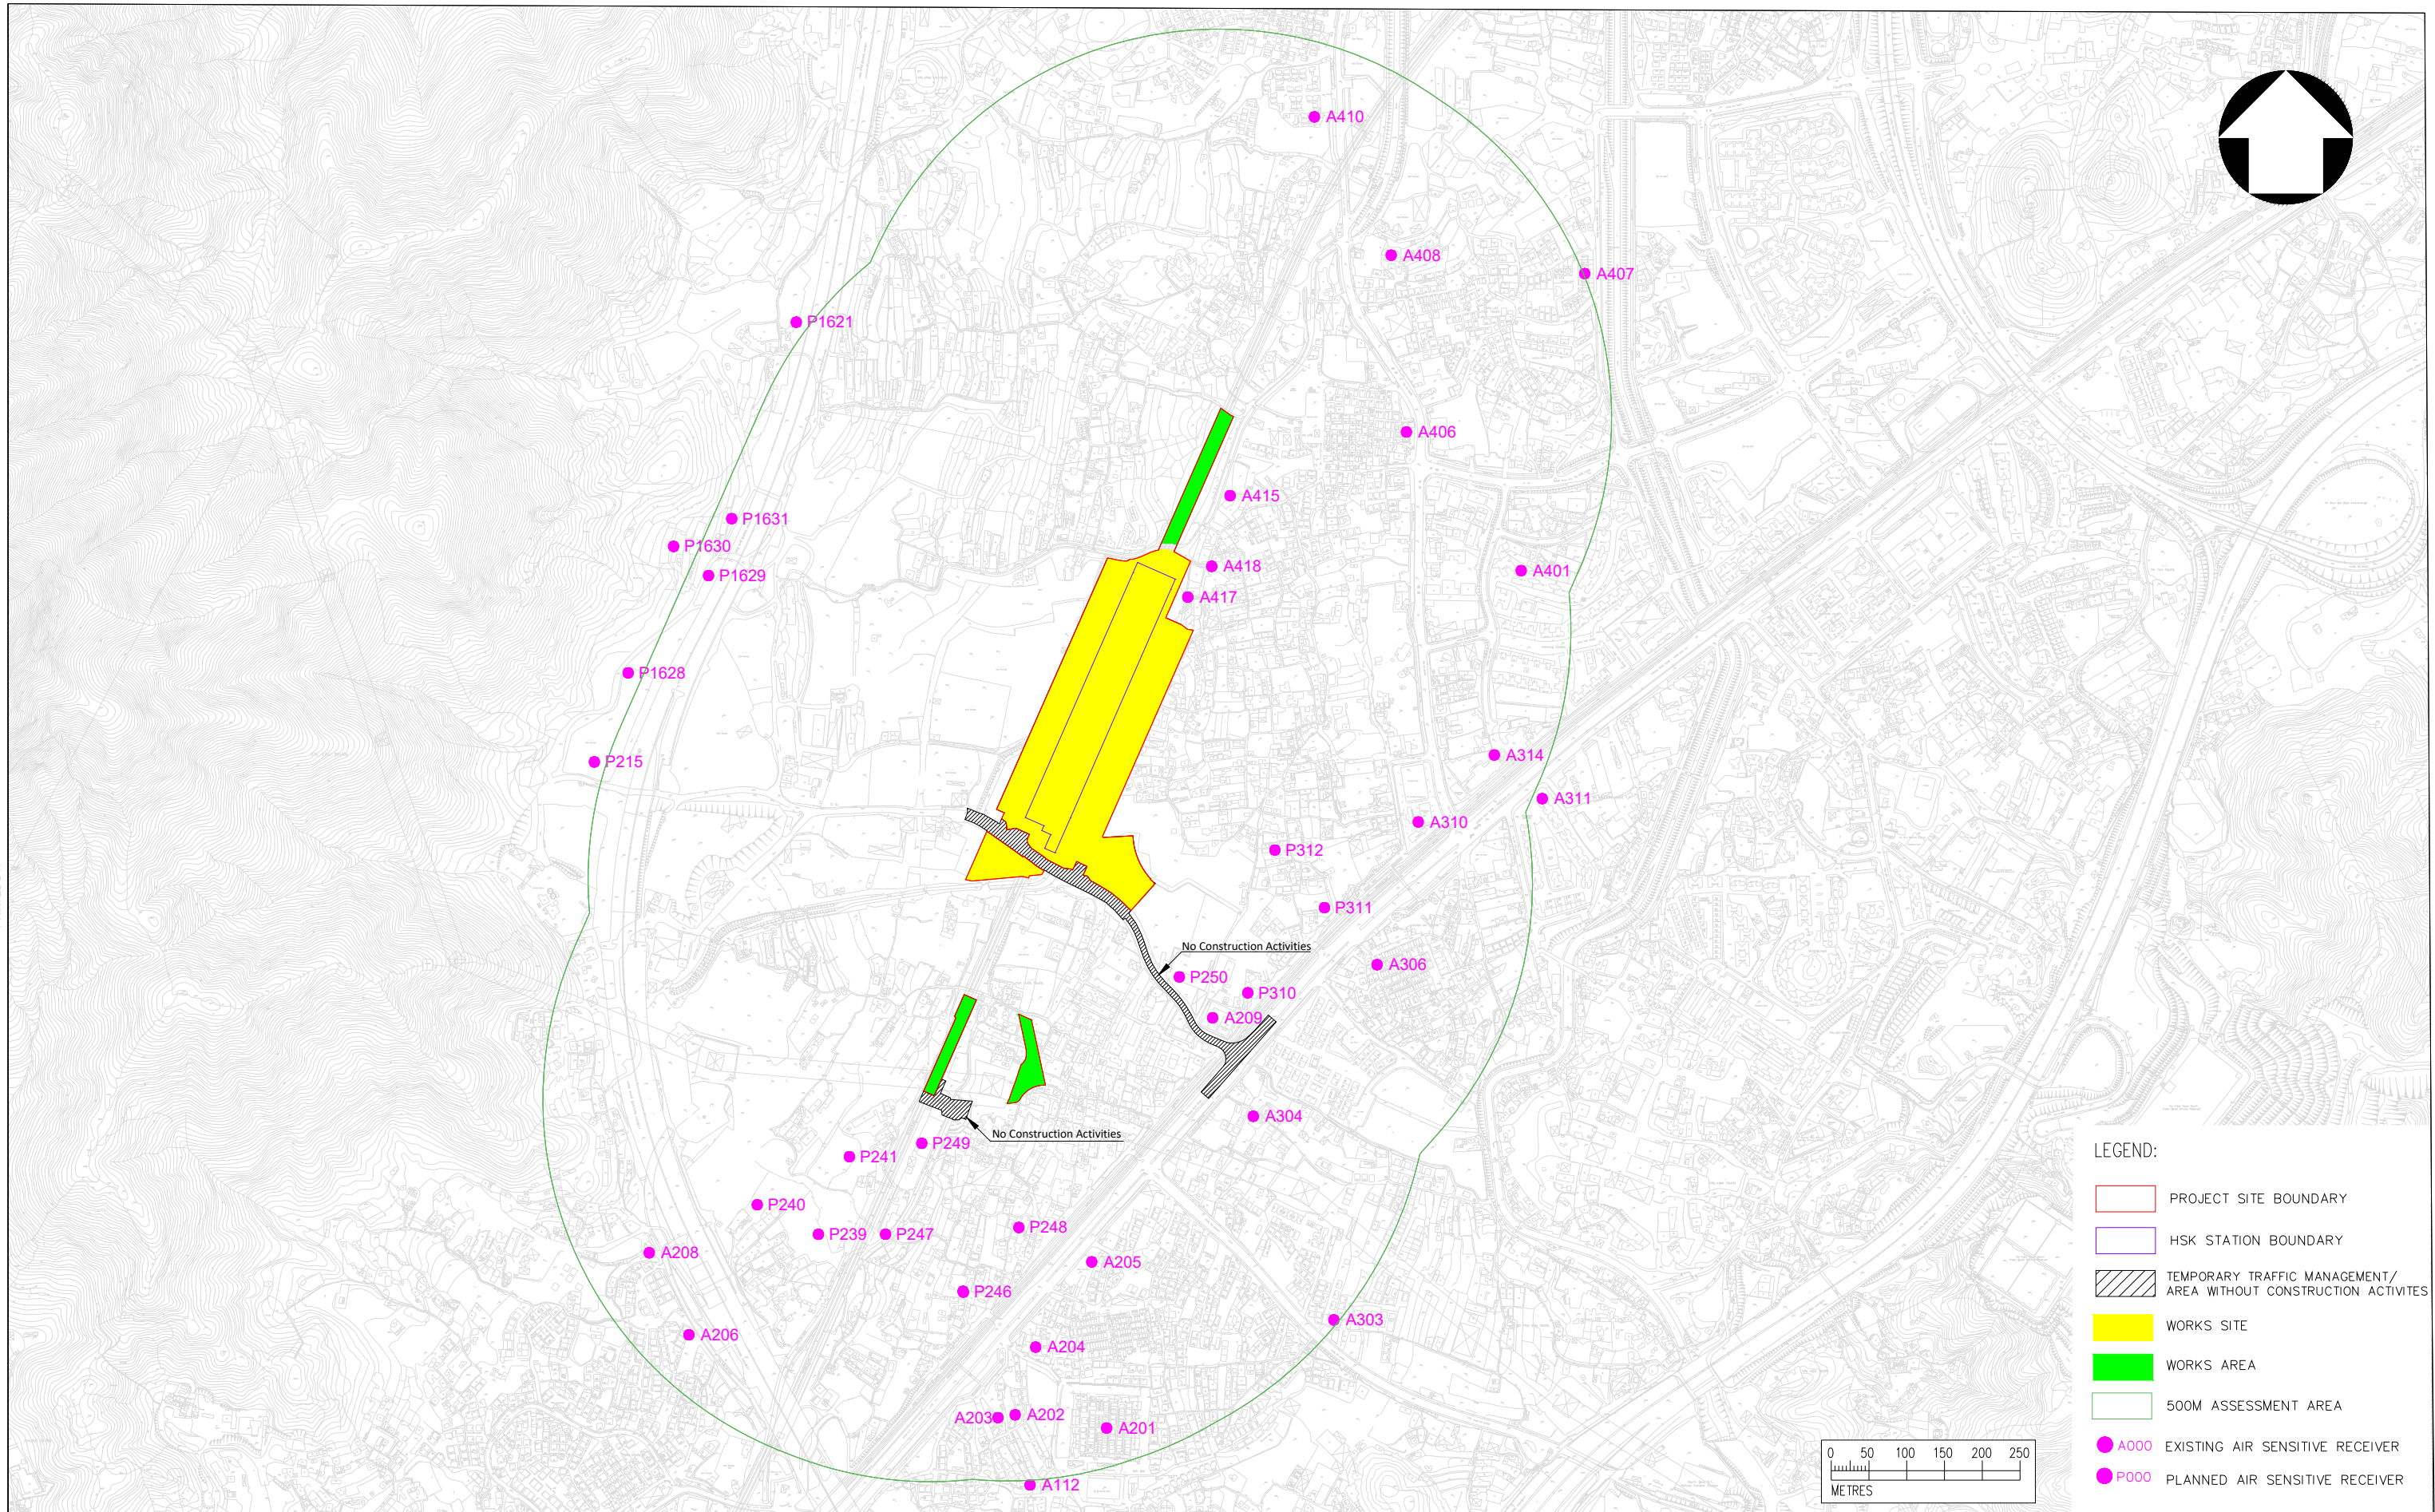 A410
A408
A407
P1621
A406
A415
P1631
P1630
A418
A401
P1629
A417
P1628
A314
P215
A311
A310
P312
P311
No Construction Activities
A306
P250
P310
A209
A304
No Construction Activities
P249
P241
P240
P248
P239
P247
A208
A205
P246
A303
A206
A204
A203
A202
A201
A112
LEGEND:
PROJECT SITE BOUNDARY
HSK STATION BOUNDARY
TEMPORARY TRAFFIC MANAGEMENT/
AREA WITHOUT CONSTRUCTION ACTIVITES
WORKS SITE
WORKS AREA
500M ASSESSMENT AREA
A000 EXISTING AIR SENSITIVE RECEIVER
P000 PLANNED AIR SENSITIVE RECEIVER
0 50 100 150 200 250
METRES